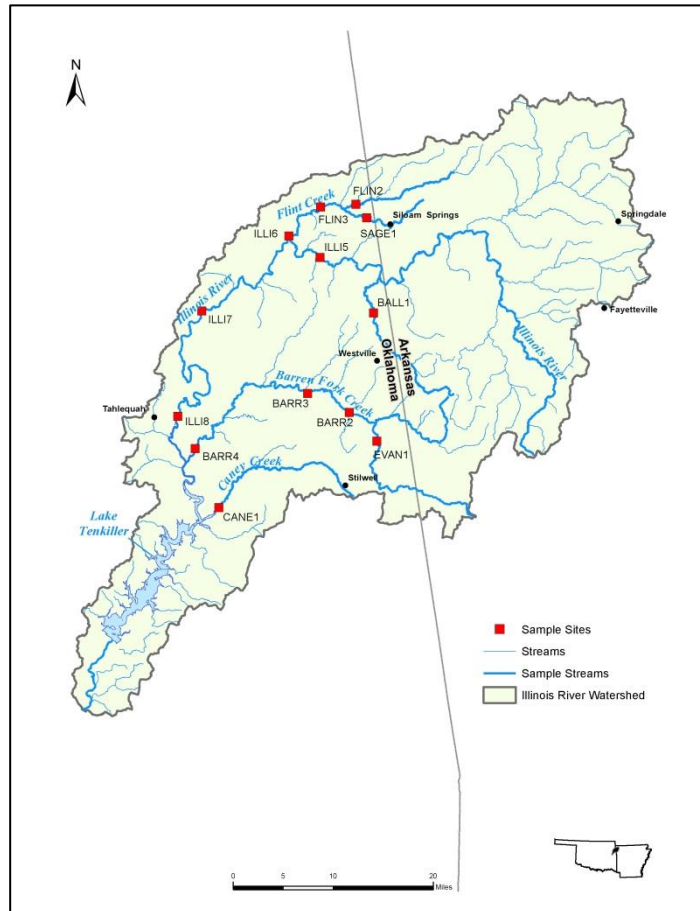 N
FLIN2
Flint Creek
FLIN3
Siloam Springs
SAGE1
Springdale
ILLI6
ILLI5
Illinois River
ILLI7
BALL1
Fayetteville
Arkansas
Oklahoma
Westville
Illinois River
Barren Fork Creek
BARR3
BARR2
Tahlequah
ILLI8
BARR4
EVAN1
Caney Creek
Stilwell
CANE1
Lake
Tenkiller
Sample Sites
Streams
Sample Streams
Illinois River Watershed
0 5 10 20
Miles